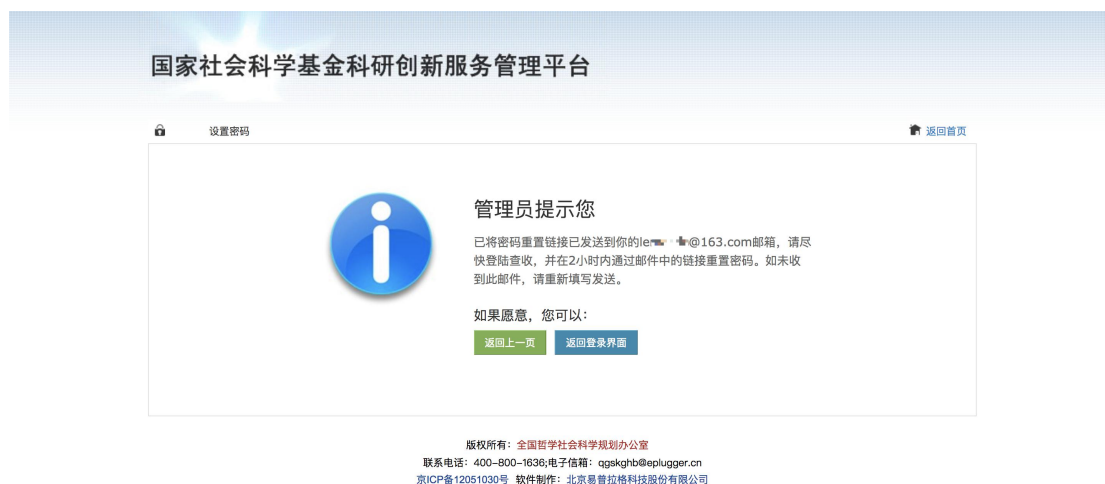 国家社会科学基金科研创新服务管理平台
设置密码
返回首页
管理员提示您
已将密码重置链接已发送到你的le @163.com邮箱，请尽
快登陆查收，并在2小时内通过邮件中的链接重置密码。如未收
到此邮件，请重新填写发送。
如果愿意，您可以：
返回上一页
返回登录界面
版权所有：全国哲学社会科学规划办公室
联系电话：400-800-1636;电子信箱：qgskghb@eplugger.cn
京ICP备12051030号 软件制作：北京易普拉格科技股份有限公司